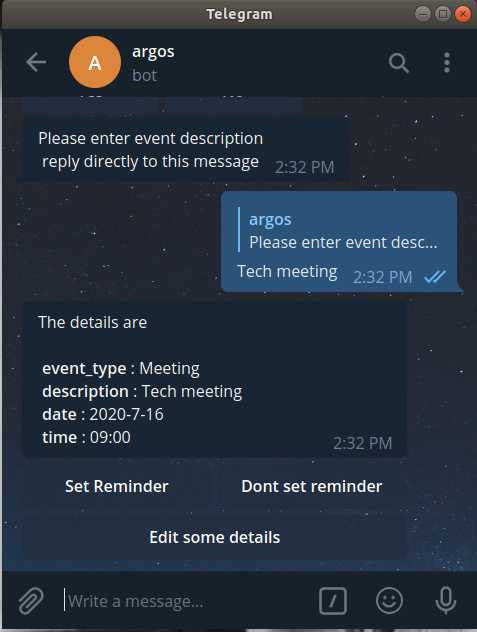 Telegram
A
argos
bot
Please enter event description
reply directly to this message
2:32 PM
argos
Please enter event desc...
Tech meeting
2:32 PM
The details are
event_type : Meeting
description : Tech meeting
date : 2020-7-16
time : 09:00
2:32 PM
Set Reminder
Dont set reminder
Edit some details
/
Write a message...